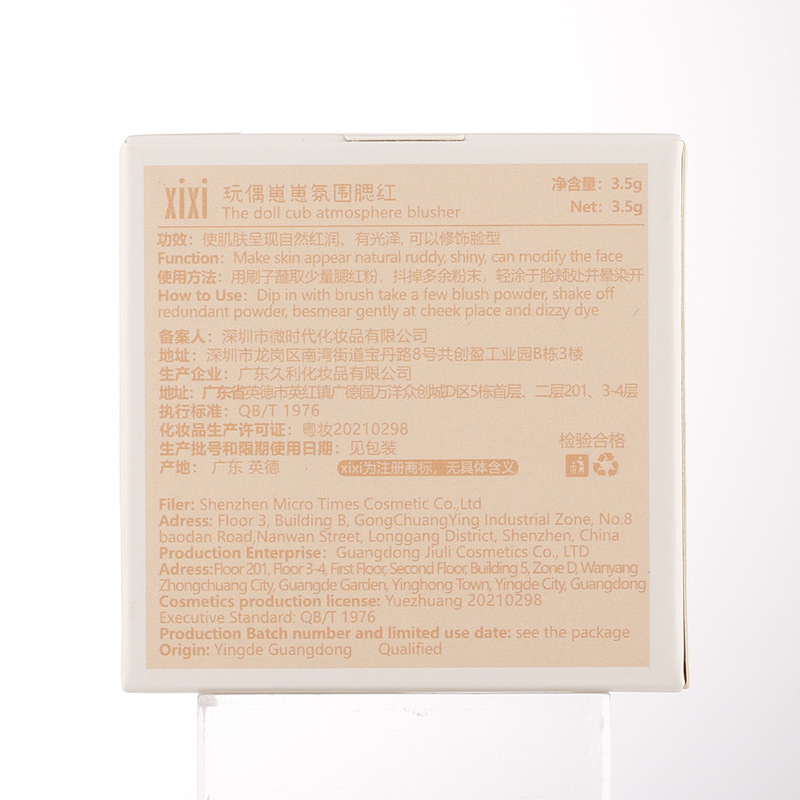 xixi 玩偶崽崽氛围腮红
The doll cub atmosphere blusher
净含量：3.5g
Net：3.5g
功效：使肌肤呈现自然红润、有光泽, 可以修饰脸型
Function：Make skin appear natural ruddy, shiny, can modify the face
使用方法：用刷子蘸取少量腮红粉，抖掉多余粉末，轻涂于脸颊处并晕染开
How to Use：Dip in with brush take a few blush powder, shake off
redundant powder, besmear gently at cheek place and dizzy dye
备案人：深圳市微时代化妆品有限公司
地址：深圳市龙岗区南湾街道宝丹路8号共创盈工业园B栋3楼
生产企业：广东久利化妆品有限公司
地址：广东省英德市英红镇广德园万洋众创城D区5栋首层、二层201、3-4层
执行标准：QB/T 1976
化妆品生产许可证：粤妆20210298
生产批号和限期使用日期：见包装
产地：广东 英德
xixi为注册商标，无具体含义
检验合格
Filer: Shenzhen Micro Times Cosmetic Co.,Ltd
Adress: Floor 3, Building B, GongChuangYing Industrial Zone, No.8
baodan Road,Nanwan Street, Longgang District, Shenzhen, China
Production Enterprise：Guangdong Jiuli Cosmetics Co., LTD
Adress:Floor 201, Floor 3-4, First Floor, Second Floor, Building 5, Zone D, Wanyang
Zhongchuang City, Guangde Garden, Yinghong Town, Yingde City, Guangdong
Cosmetics production license: Yuezhuang 20210298
Executive Standard: QB/T 1976
Production Batch number and limited use date: see the package
Origin: Yingde Guangdong Qualified